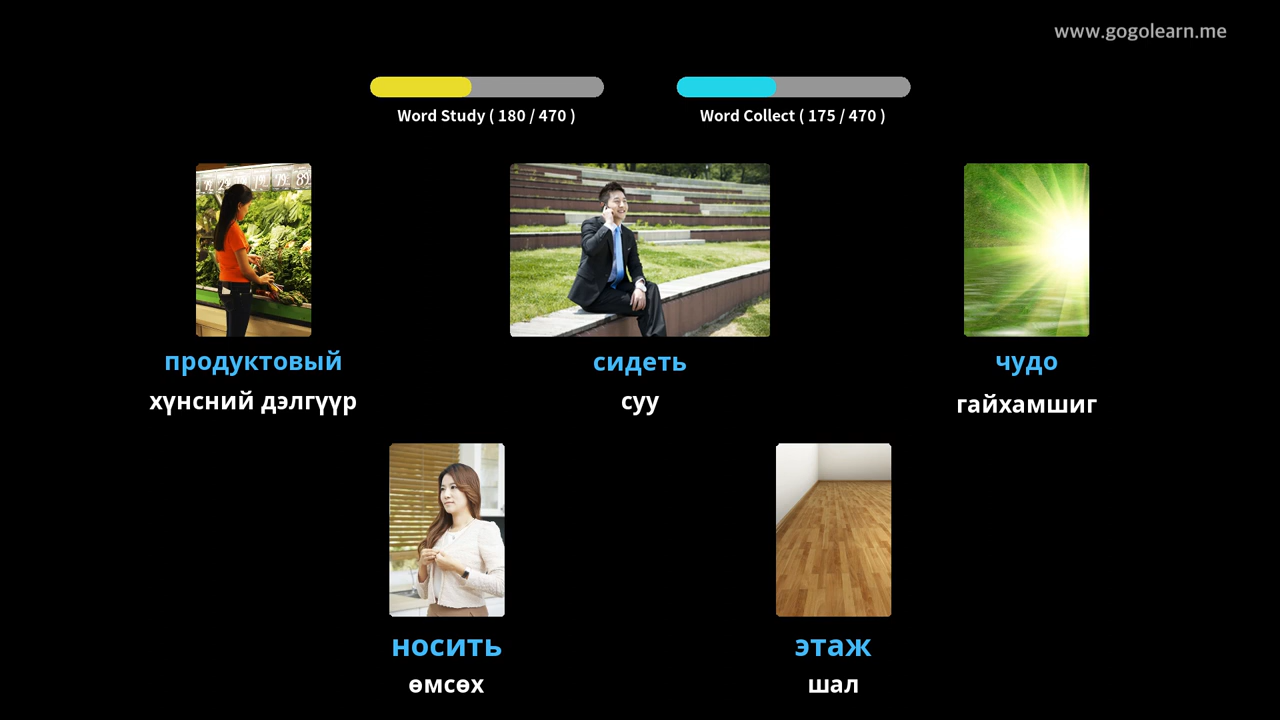 www.gogolearn.me
Word Study ( 180 / 470 )
Word Collect ( 175 / 470 )
продуктовый
хүнсний дэлгүүр
сидеть
суу
чудо
гайхамшиг
носить
өмсөх
этаж
шал